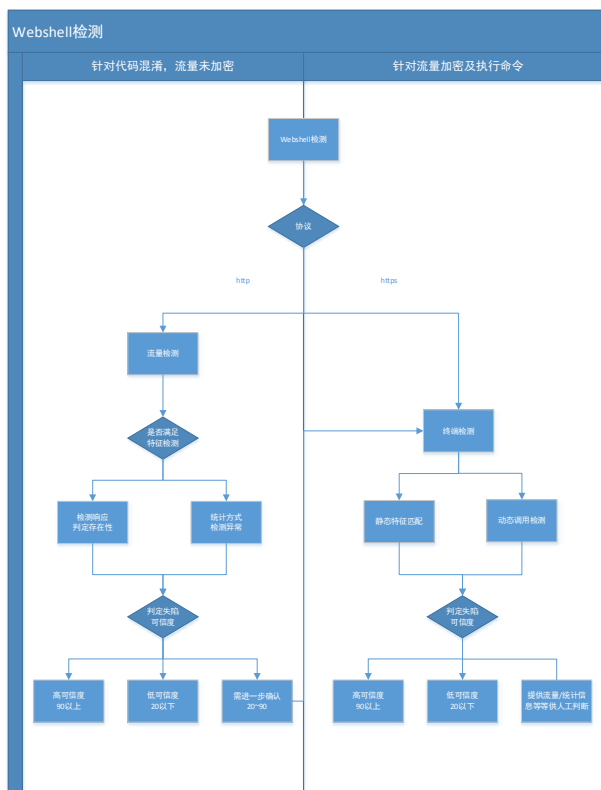 Webshell检测
针对代码混淆，流量未加密
针对流量加密及执行命令
Webshell检测
协议
http
https
流量检测
终端检测
是否满足
特征检测
检测响应
判定存在性
统计方式
检测异常
静态特征匹配
动态调用检测
判定失陷
可信度
判定失陷
可信度
高可信度
90以上
低可信度
20以下
需进一步确认
20~90
高可信度
90以上
低可信度
20以下
提供流量/统计信
息等等供人工判断